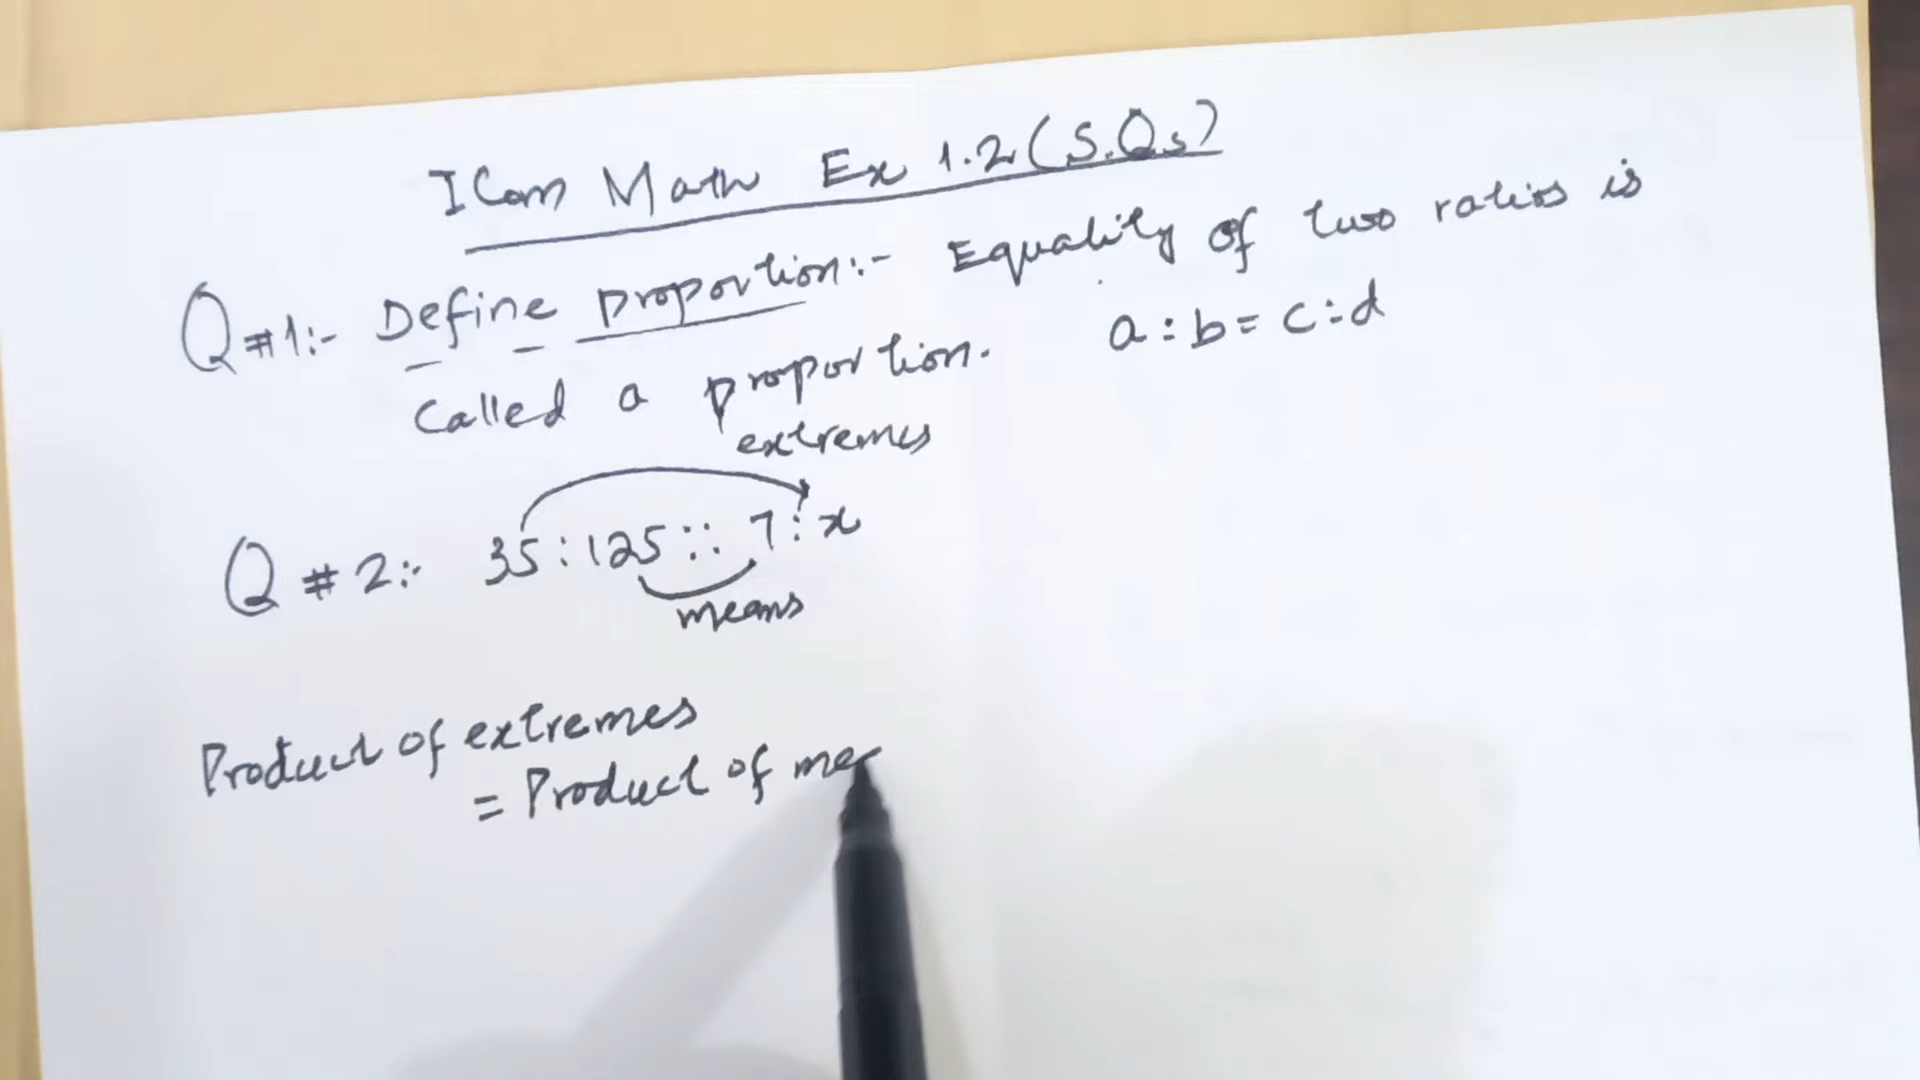 ICom Math Ex 1.2 (S.Qs)
Q#1:- Define proportion:- Equality of two ratios is
called a proportion. a:b = c:d
extremes
Q#2:- 35:125 :: 7:x
means
Product of extremes
= Product of mea